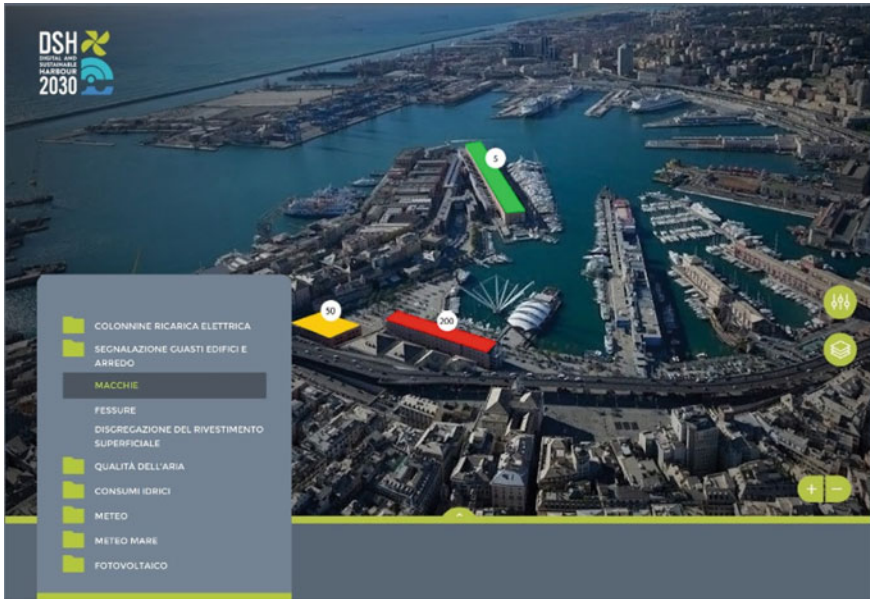 DSH
DIGITAL AND
SUSTAINABLE
HARBOUR
2030
5
50
200
COLONNINE RICARICA ELETTRICA
SEGNALAZIONE GUASTI EDIFICI E
ARREDO
MACCHIE
FESSURE
DISGREGAZIONE DEL RIVESTIMENTO
SUPERFICIALE
QUALITÀ DELL'ARIA
CONSUMI IDRICI
METEO
METEO MARE
FOTOVOLTAICO